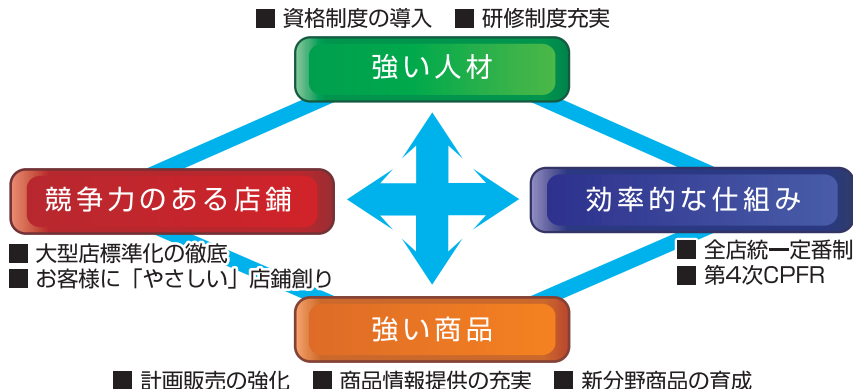 ■ 資格制度の導入 ■ 研修制度充実
強い人材
競争力のある店舗
効率的な仕組み
■ 大型店標準化の徹底
■ お客様に「やさしい」店舗創り
■ 全店統一定番制
■ 第4次CPFR
強い商品
■ 計画販売の強化 ■ 商品情報提供の充実 ■ 新分野商品の育成